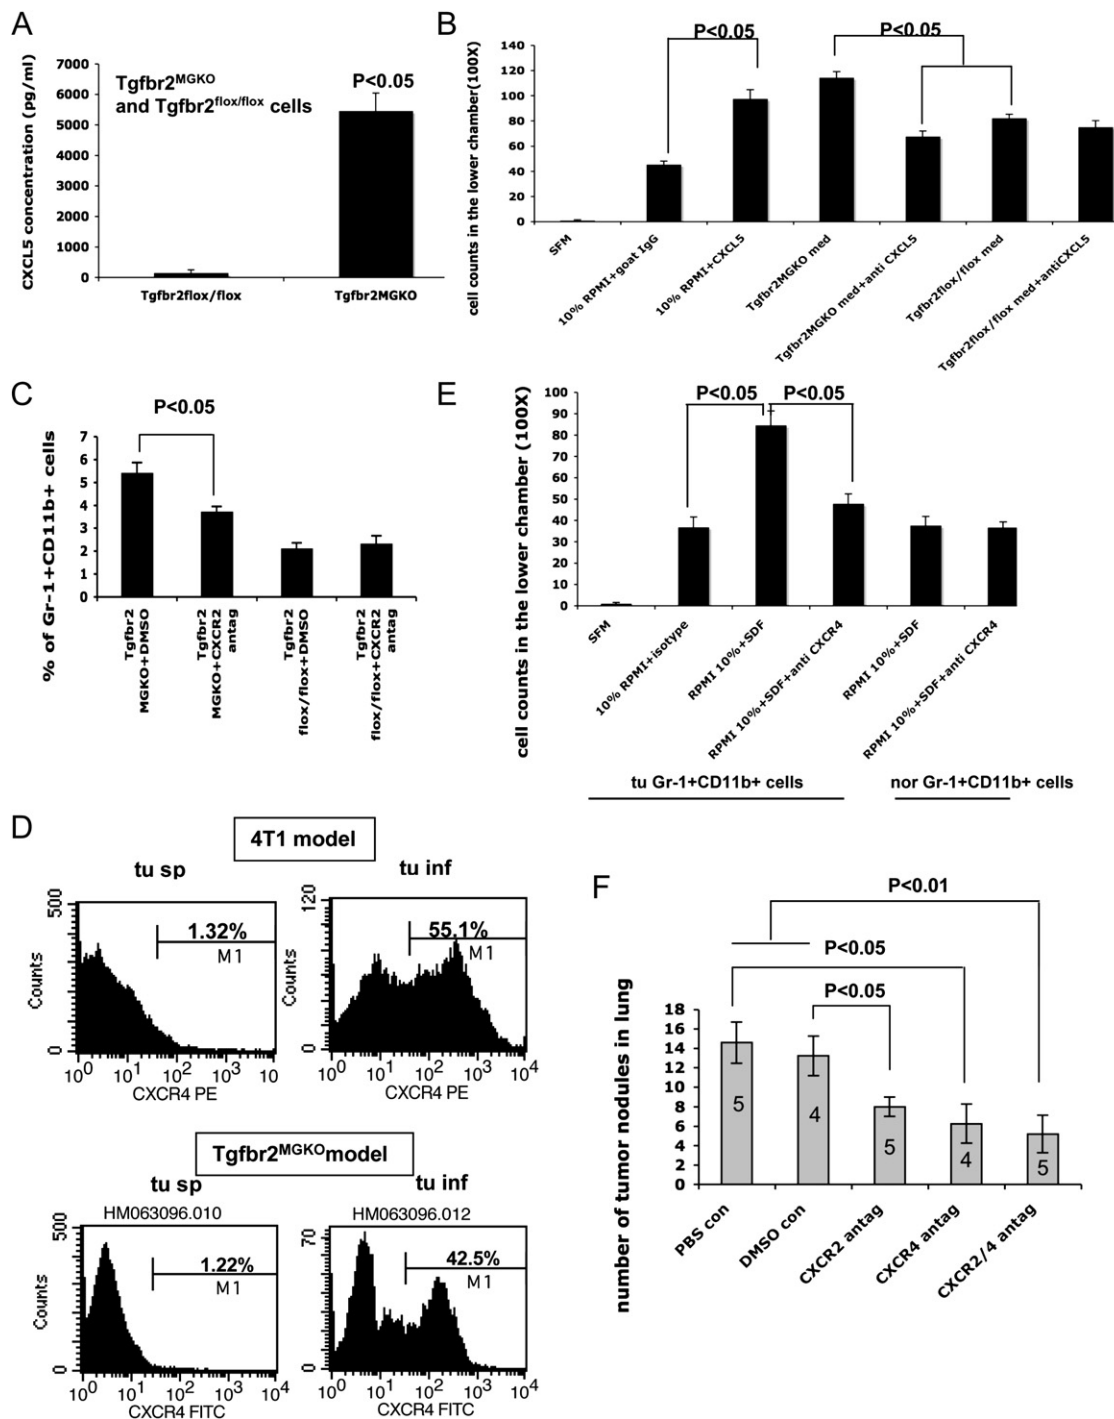 A
CXCL5 concentration (pg/ml)
7000
6000
5000
4000
3000
2000
1000
0
Tgfbr2MGKO
and Tgfbr2flox/flox cells
P<0.05
Tgfbr2flox/flox
Tgfbr2MGKO
B
cell counts in the lower chamber(100X)
140
120
100
80
60
40
20
0
P<0.05
P<0.05
SFM
10% RPMI+goat IgG
10% RPMI+CXCL5
Tgfbr2MGKO med
Tgfbr2MGKO med+anti CXCL5
Tgfbr2flox/flox med
Tgfbr2flox/flox med+antiCXCL5
C
% of Gr-1+CD11b+ cells
7
6
5
4
3
2
1
0
P<0.05
Tgfbr2
MGKO+DMSO
Tgfbr2
MGKO+CXCR2
antag
Tgfbr2
flox/flox+DMSO
Tgfbr2
flox/flox+CXCR2
antag
E
cell counts in the lower chamber (100X)
100
90
80
70
60
50
40
30
20
10
0
P<0.05
P<0.05
SFM
10% RPMI+isotype
RPMI 10%+SDF
RPMI 10%+SDF+anti CXCR4
RPMI 10%+SDF
RPMI 10%+SDF+anti CXCR4
tu Gr-1+CD11b+ cells
nor Gr-1+CD11b+ cells
D
4T1 model
tu sp
tu inf
500
Counts
0
1.32%
M1
100 101 102 103 10
CXCR4 PE
120
Counts
0
55.1%
M1
100 101 102 103 104
CXCR4 PE
Tgfbr2MGKOmodel
tu sp
tu inf
HM063096.010
HM063096.012
500
Counts
0
1.22%
M1
100 101 102 103 104
CXCR4 FITC
70
Counts
0
42.5%
M1
100 101 102 103 104
CXCR4 FITC
F
number of tumor nodules in lung
18
16
14
12
10
8
6
4
2
0
P<0.01
P<0.05
P<0.05
5
4
5
4
5
PBS con
DMSO con
CXCR2 antag
CXCR4 antag
CXCR2/4 antag